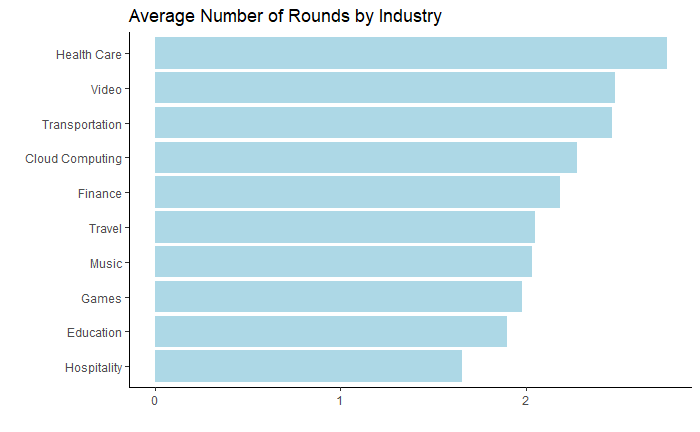 Average Number of Rounds by Industry
Health Care
Video
Transportation
Cloud Computing
Finance
Travel
Music
Games
Education
Hospitality
0 1 2